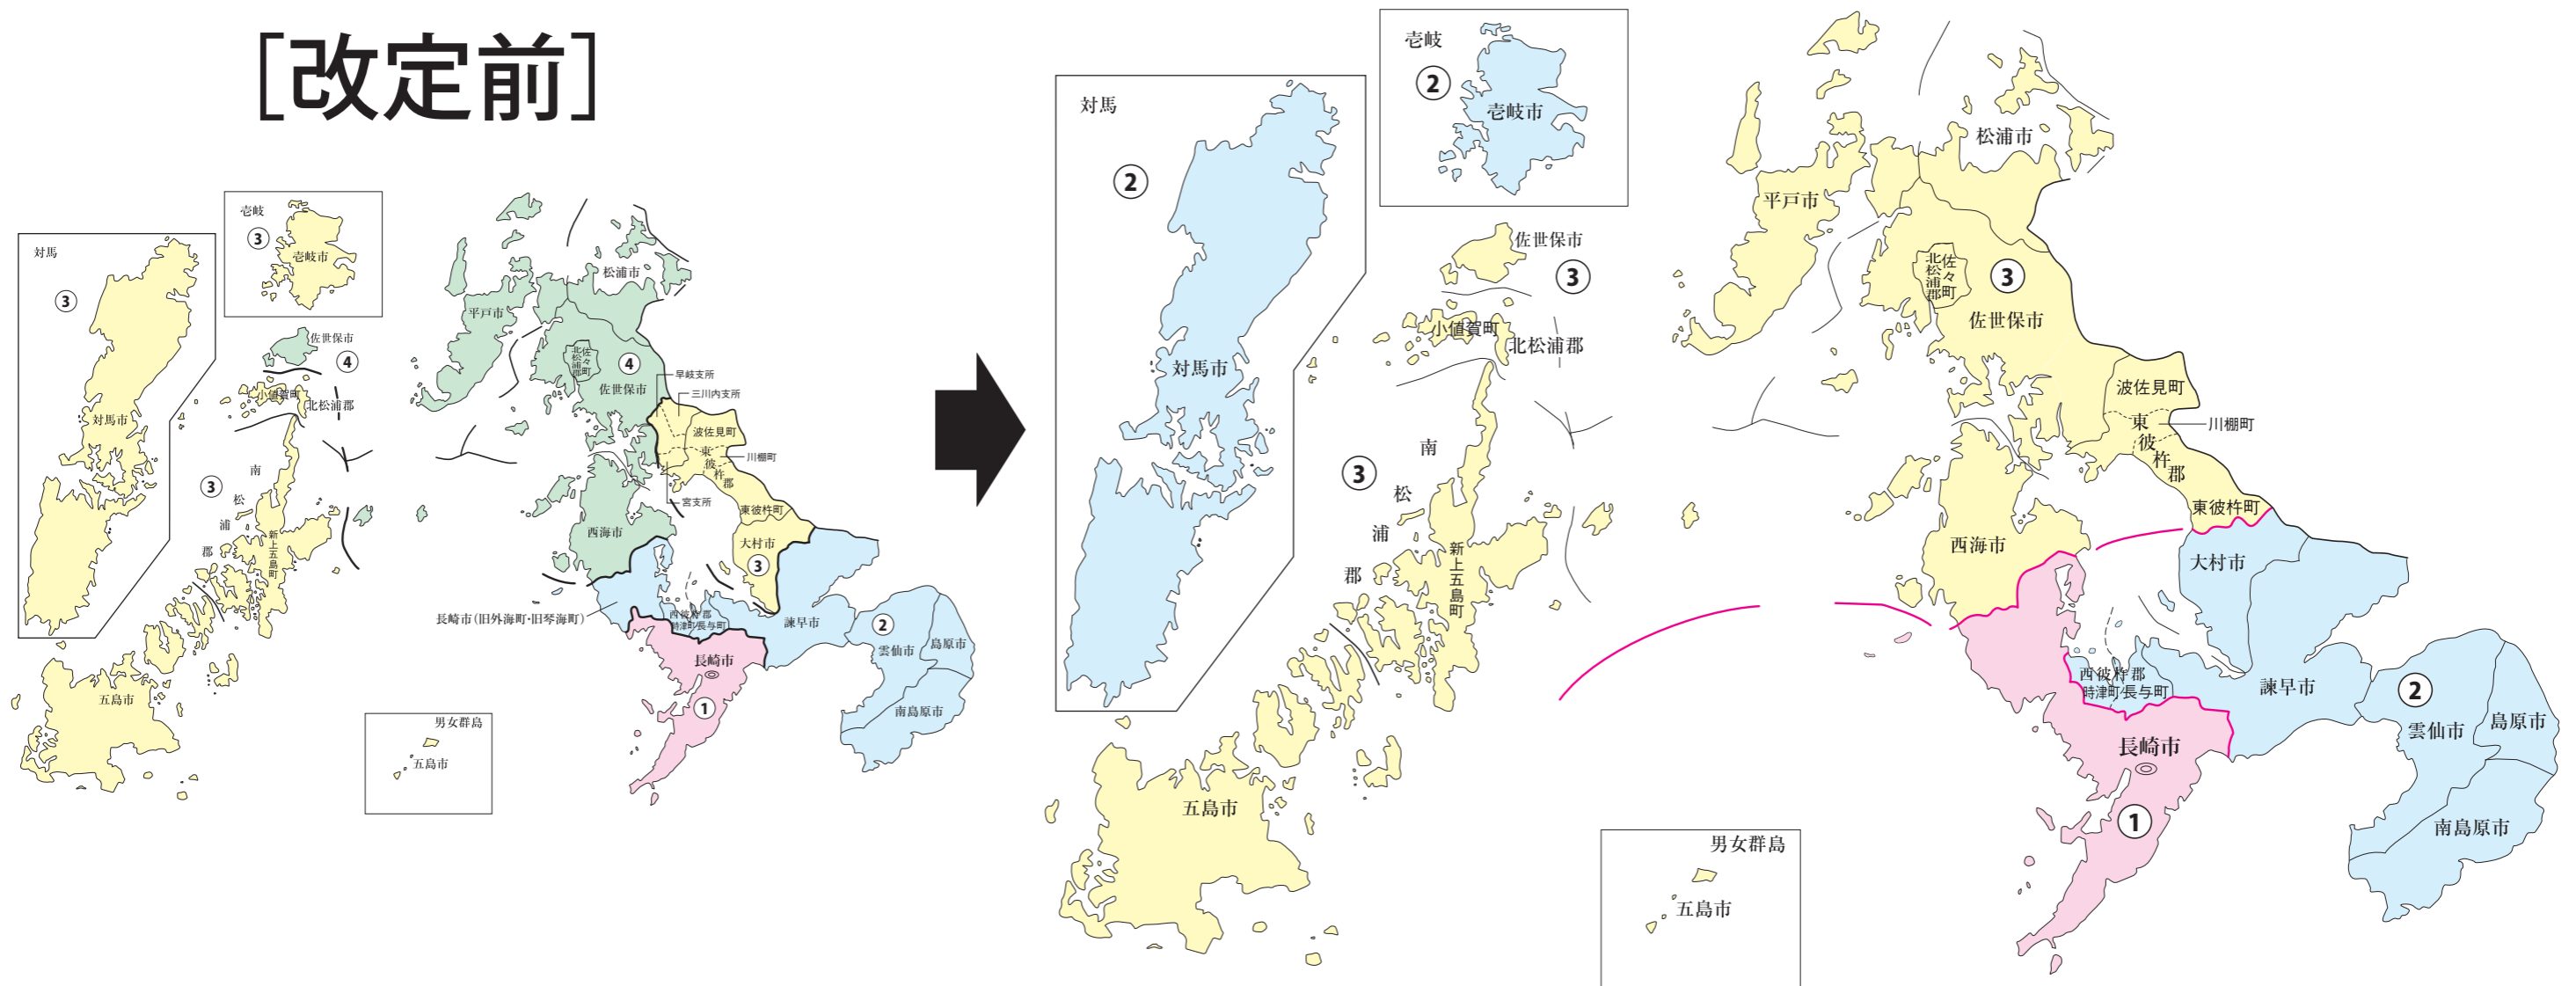 ［改定前］
対馬
③
対馬市
壱岐
③
壱岐市
佐世保市
④
小値賀町
北松浦郡
③
南松浦郡
新上五島町
五島市
男女群島
五島市
平戸市
松浦市
北松浦郡
佐々町
④
佐世保市
早岐支所
三川内支所
波佐見町
東彼杵郡
川棚町
宮支所
東彼杵町
西海市
大村市
③
長崎市（旧外海町・旧琴海町）
西彼杵郡
時津町
長与町
諫早市
②
雲仙市
島原市
南島原市
長崎市
①
対馬
②
対馬市
壱岐
②
壱岐市
佐世保市
③
小値賀町
北松浦郡
③
南松浦郡
新上五島町
五島市
男女群島
五島市
平戸市
松浦市
北松浦郡
佐々町
③
佐世保市
波佐見町
東彼杵郡
川棚町
東彼杵町
西海市
大村市
西彼杵郡
時津町
長与町
諫早市
②
雲仙市
島原市
南島原市
長崎市
①